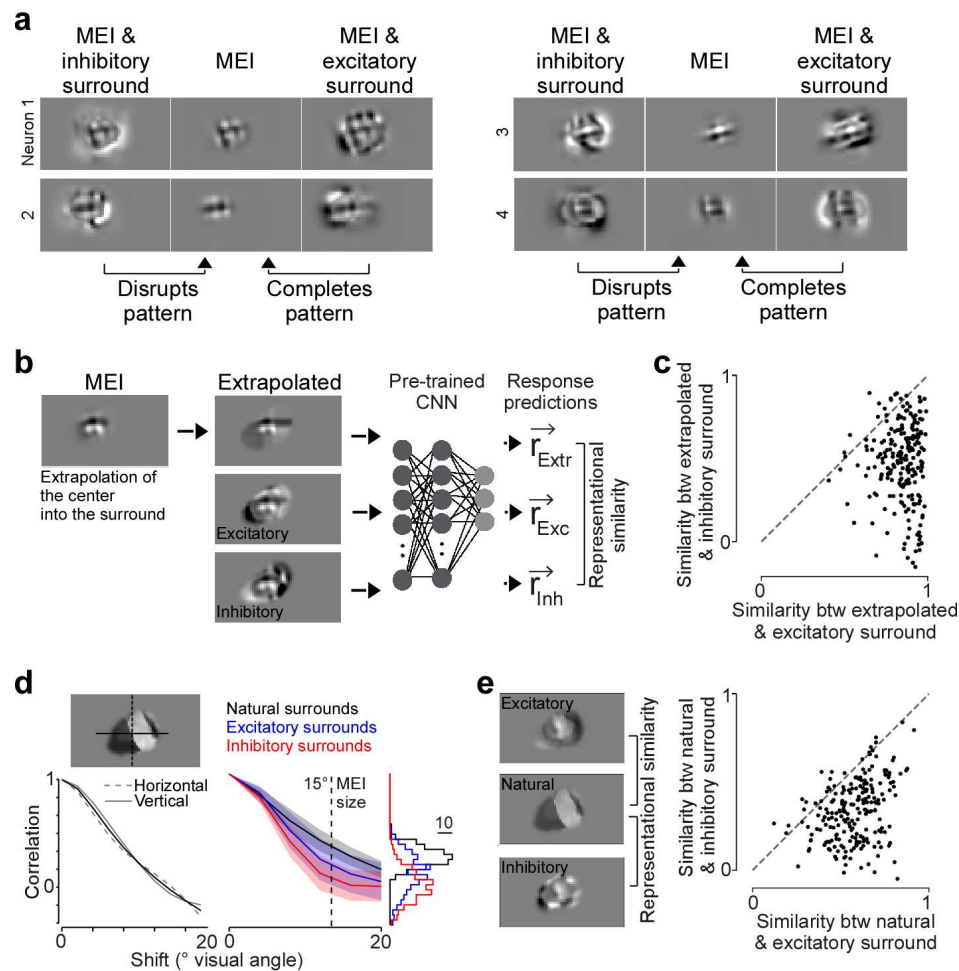 a
MEI &
inhibitory
surround
MEI
MEI &
excitatory
surround
MEI &
inhibitory
surround
MEI
MEI &
excitatory
surround
Neuron 1
2
3
4
Disrupts
pattern
Completes
pattern
Disrupts
pattern
Completes
pattern
b
MEI
Extrapolated
Pre-trained
CNN
Response
predictions
Extrapolation of
the center
into the surround
Excitatory
Inhibitory
r Extr
r Exc
r Inh
Representational
similarity
c
Similarity btw extrapolated
& inhibitory surround
1
0
0
1
Similarity btw extrapolated
& excitatory surround
d
Natural surrounds
Excitatory surrounds
Inhibitory surrounds
Horizontal
Vertical
15°
MEI
size
10
Correlation
1
0
0
20
0
20
Shift (° visual angle)
e
Excitatory
Natural
Inhibitory
Representational similarity
Similarity btw natural
& inhibitory surround
1
0
0
1
Similarity btw natural
& excitatory surround